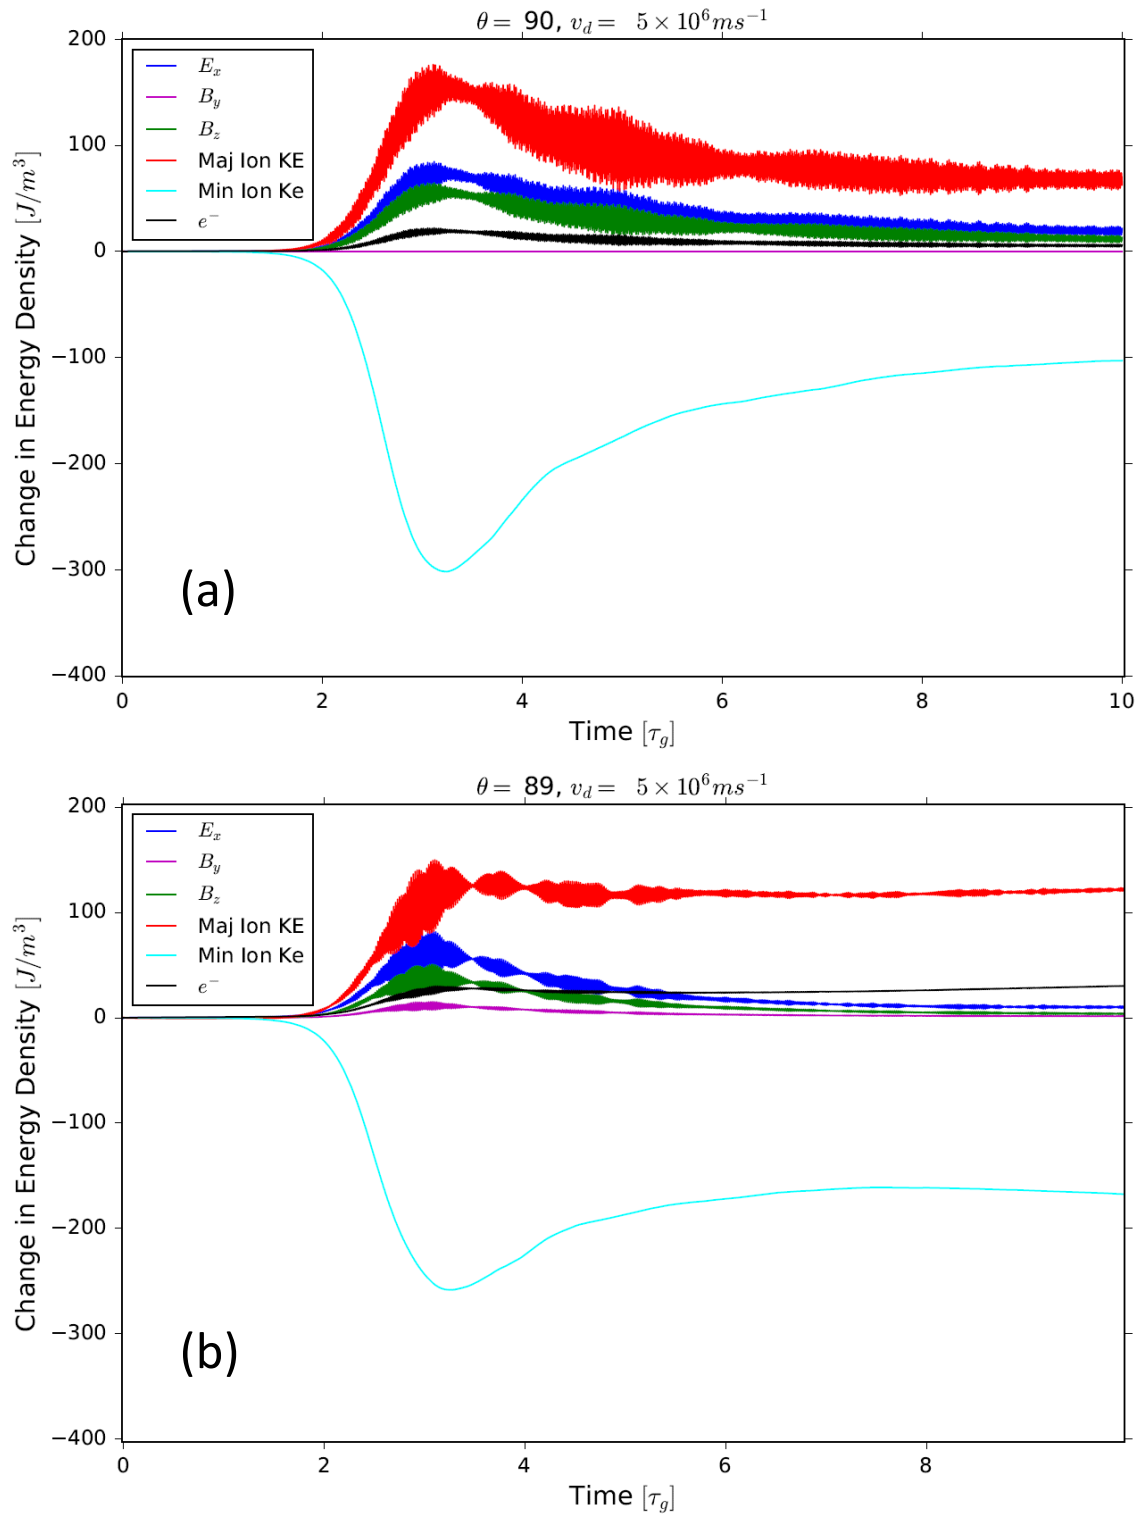 θ = 90, v_d = 5 × 10^6 ms^−1
200
100
0
−100
−200
−300
−400
Change in Energy Density [J/m^3]
E_x
B_y
B_z
Maj Ion KE
Min Ion Ke
e^−
(a)
0 2 4 6 8 10
Time [τ_g]
θ = 89, v_d = 5 × 10^6 ms^−1
200
100
0
−100
−200
−300
−400
Change in Energy Density [J/m^3]
E_x
B_y
B_z
Maj Ion KE
Min Ion Ke
e^−
(b)
0 2 4 6 8
Time [τ_g]